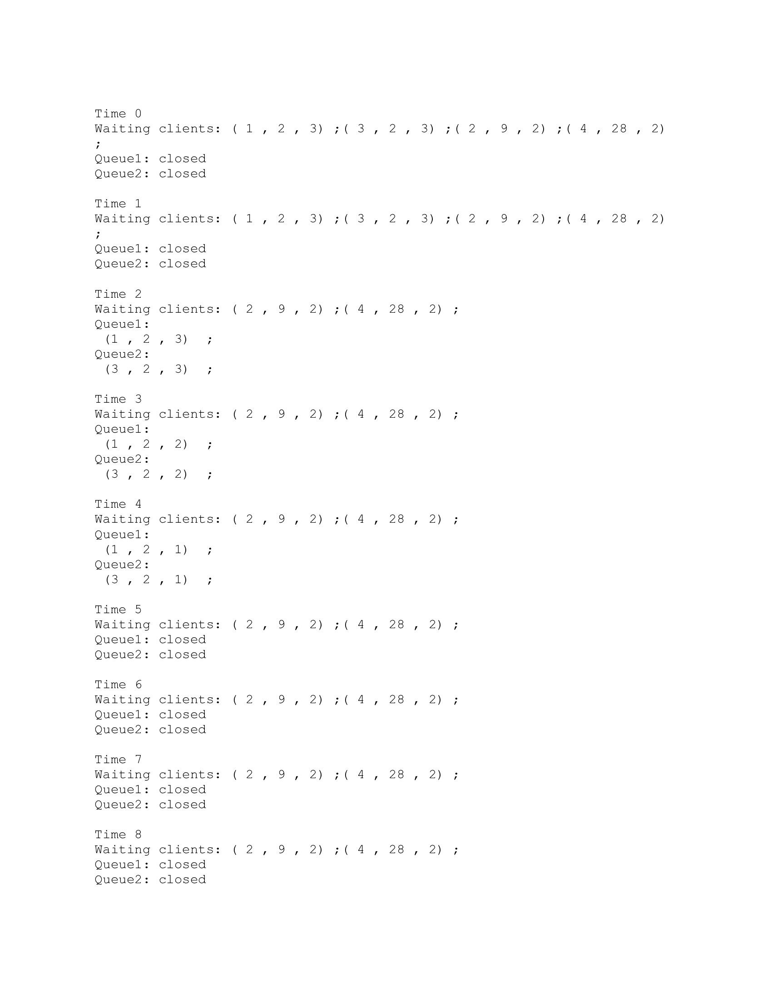 Time 0
Waiting clients: ( 1 , 2 , 3) ;( 3 , 2 , 3) ;( 2 , 9 , 2) ;( 4 , 28 , 2)
;
Queue1: closed
Queue2: closed

Time 1
Waiting clients: ( 1 , 2 , 3) ;( 3 , 2 , 3) ;( 2 , 9 , 2) ;( 4 , 28 , 2)
;
Queue1: closed
Queue2: closed

Time 2
Waiting clients: ( 2 , 9 , 2) ;( 4 , 28 , 2) ;
Queue1:
 (1 , 2 , 3)  ;
Queue2:
 (3 , 2 , 3)  ;

Time 3
Waiting clients: ( 2 , 9 , 2) ;( 4 , 28 , 2) ;
Queue1:
 (1 , 2 , 2)  ;
Queue2:
 (3 , 2 , 2)  ;

Time 4
Waiting clients: ( 2 , 9 , 2) ;( 4 , 28 , 2) ;
Queue1:
 (1 , 2 , 1)  ;
Queue2:
 (3 , 2 , 1)  ;

Time 5
Waiting clients: ( 2 , 9 , 2) ;( 4 , 28 , 2) ;
Queue1: closed
Queue2: closed

Time 6
Waiting clients: ( 2 , 9 , 2) ;( 4 , 28 , 2) ;
Queue1: closed
Queue2: closed

Time 7
Waiting clients: ( 2 , 9 , 2) ;( 4 , 28 , 2) ;
Queue1: closed
Queue2: closed

Time 8
Waiting clients: ( 2 , 9 , 2) ;( 4 , 28 , 2) ;
Queue1: closed
Queue2: closed